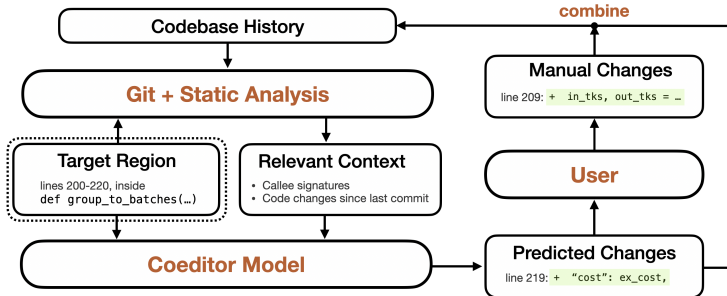 combine
Codebase History
Git + Static Analysis
Manual Changes
line 209: + in_tks, out_tks = …
Target Region
lines 200-220, inside
def group_to_batches(…)
Relevant Context
• Callee signatures
• Code changes since last commit
User
Coeditor Model
Predicted Changes
line 219: + “cost”: ex_cost,